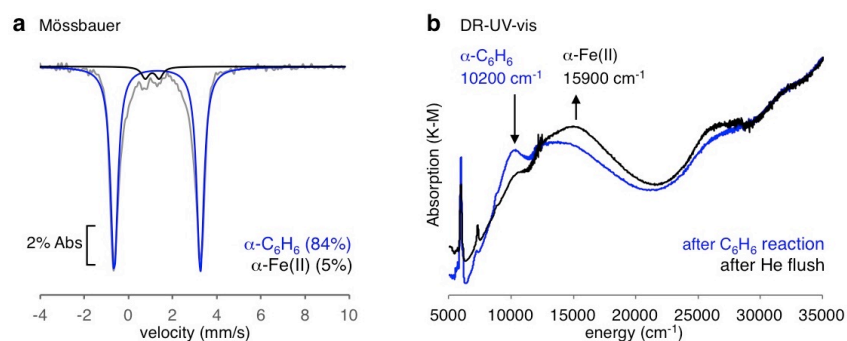 a Mössbauer
2% Abs
α-C₆H₆ (84%)
α-Fe(II) (5%)
-4 -2 0 2 4 6 8 10
velocity (mm/s)
b DR-UV-vis
α-C₆H₆
10200 cm⁻¹
α-Fe(II)
15900 cm⁻¹
Absorption (K-M)
after C₆H₆ reaction
after He flush
5000 10000 15000 20000 25000 30000 35000
energy (cm⁻¹)